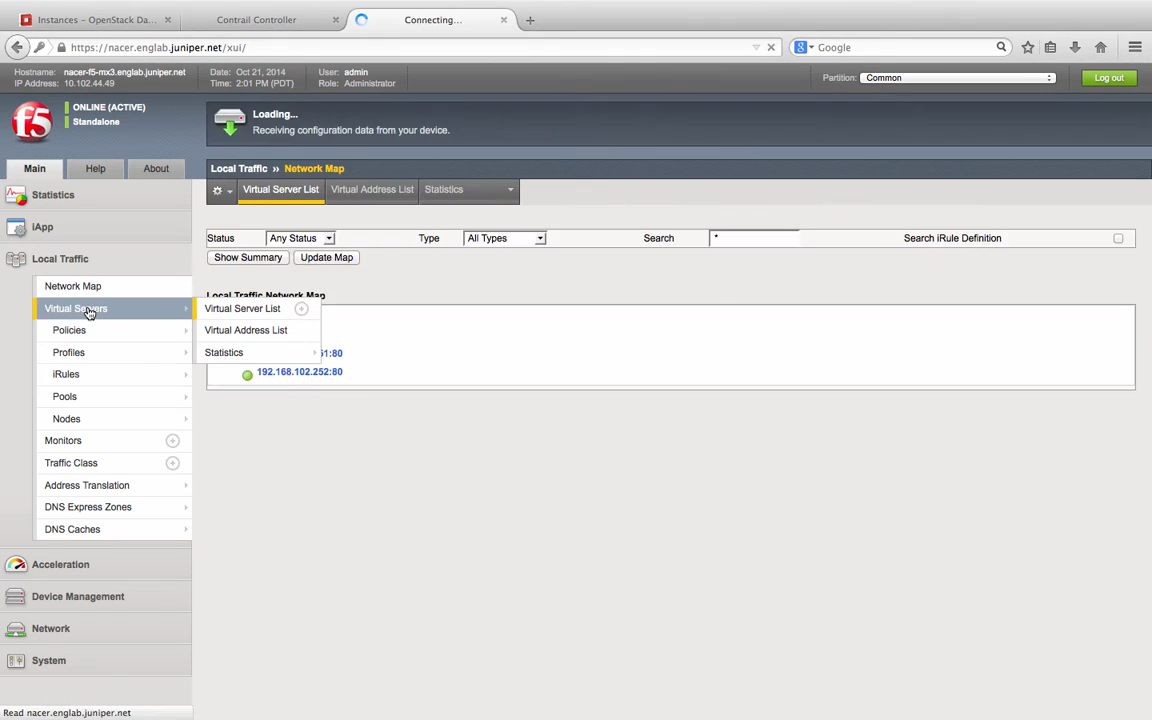 Instances - OpenStack Da...
Contrail Controller
Connecting...
https://nacer.englab.juniper.net/xui/
Google
Hostname: nacer-f5-mx3.englab.juniper.net
IP Address: 10.102.44.49
Date: Oct 21, 2014
Time: 2:01 PM (PDT)
User: admin
Role: Administrator
Partition: Common
Log out
f5
ONLINE (ACTIVE)
Standalone
Loading...
Receiving configuration data from your device.
Main
Help
About
Local Traffic » Network Map
Virtual Server List
Virtual Address List
Statistics
Statistics
iApp
Local Traffic
Network Map
Virtual Servers
Policies
Profiles
iRules
Pools
Nodes
Monitors
Traffic Class
Address Translation
DNS Express Zones
DNS Caches
Acceleration
Device Management
Network
System
Status Any Status Type All Types Search * Search iRule Definition
Show Summary
Update Map
Local Traffic Network Map
Virtual Server List
Virtual Address List
Statistics
:80
192.168.102.252:80
Read nacer.englab.juniper.net